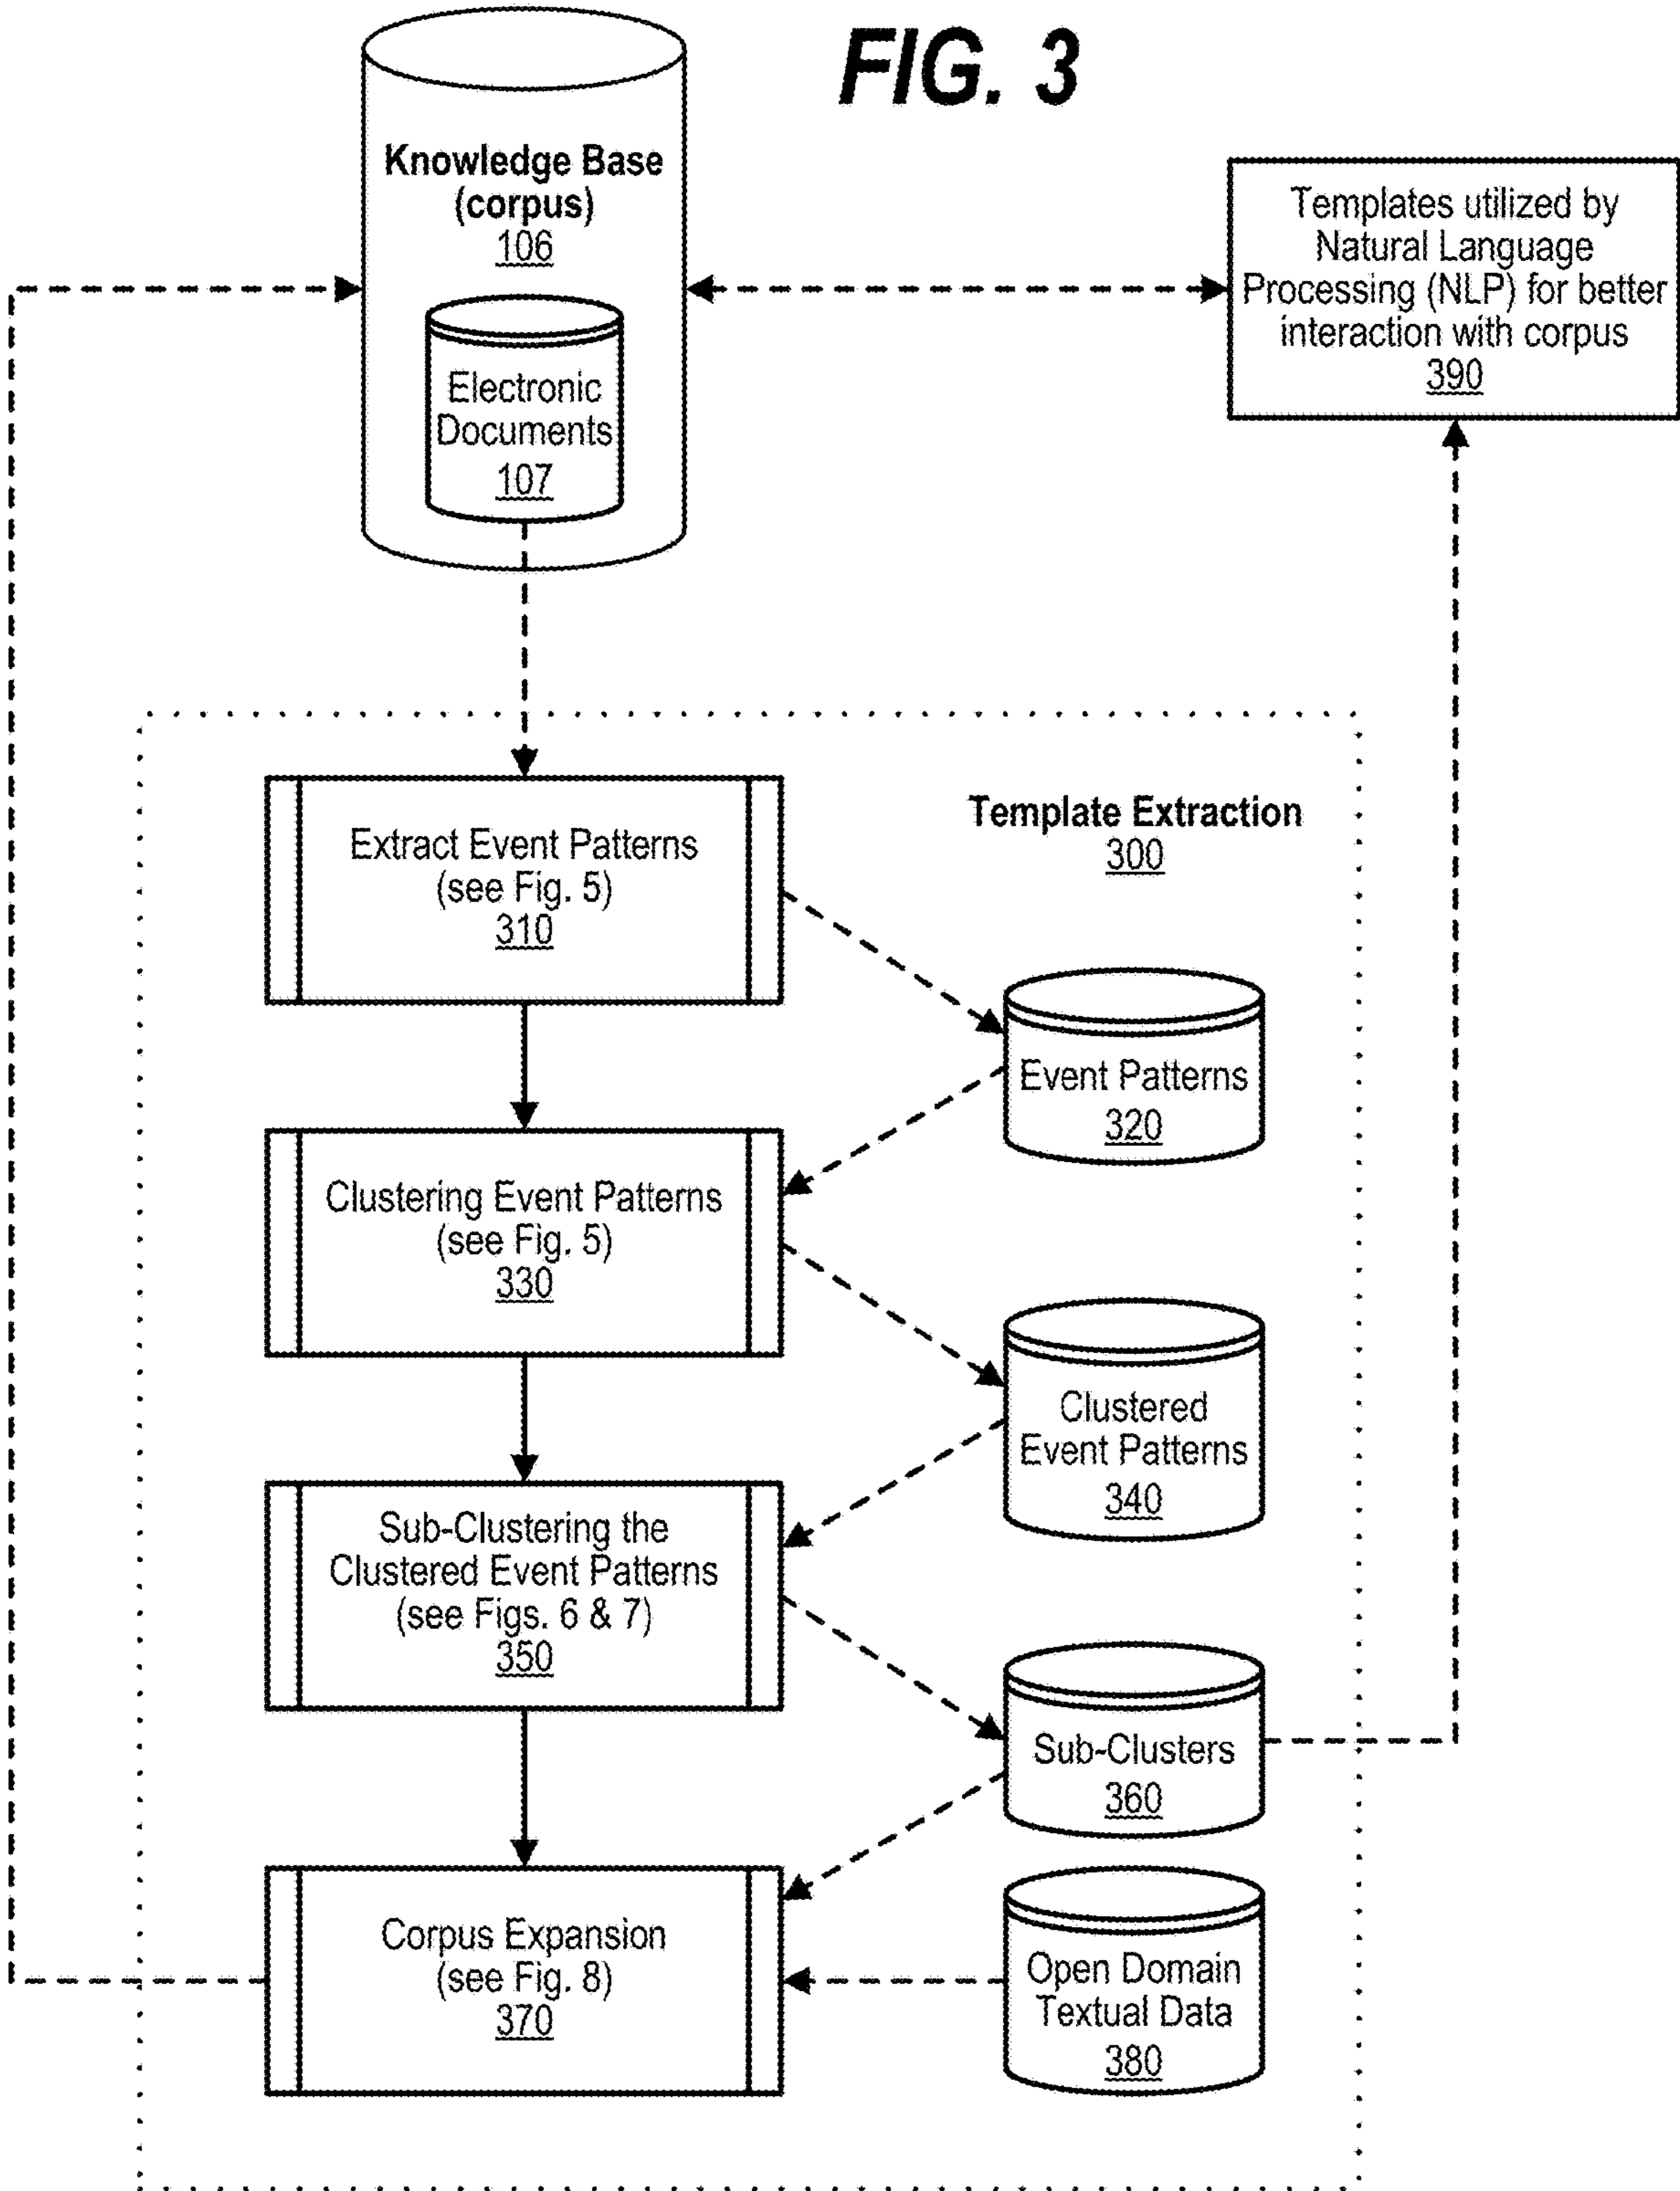 FIG. 3
Knowledge Base
(corpus)
106
Electronic
Documents
107
Templates utilized by
Natural Language
Processing (NLP) for better
interaction with corpus
390
Template Extraction
300
Extract Event Patterns
(see Fig. 5)
310
Event Patterns
320
Clustering Event Patterns
(see Fig. 5)
330
Clustered
Event Patterns
340
Sub-Clustering the
Clustered Event Patterns
(see Figs. 6 & 7)
350
Sub-Clusters
360
Corpus Expansion
(see Fig. 8)
370
Open Domain
Textual Data
380